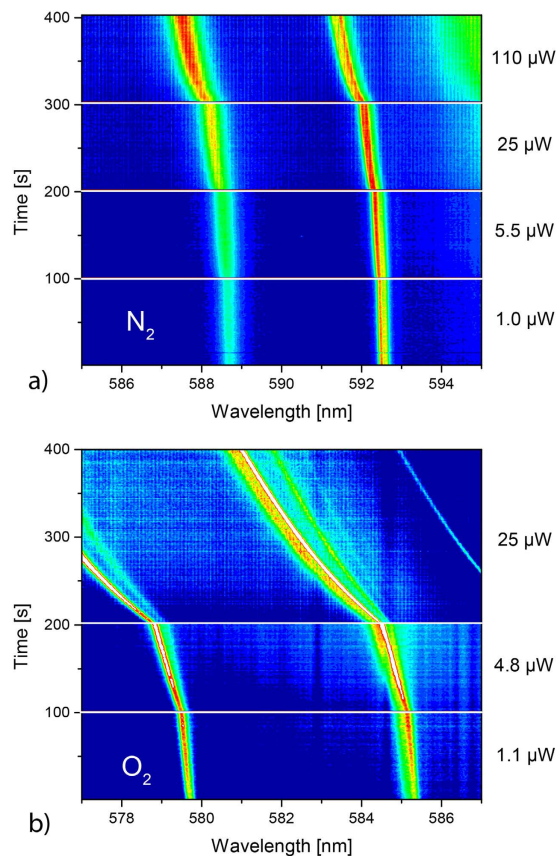 400
300
200
100
Time [s]
110 µW
25 µW
5.5 µW
1.0 µW
N2
586
588
590
592
594
Wavelength [nm]
a)
400
300
200
100
0
Time [s]
25 µW
4.8 µW
1.1 µW
O2
578
580
582
584
586
Wavelength [nm]
b)